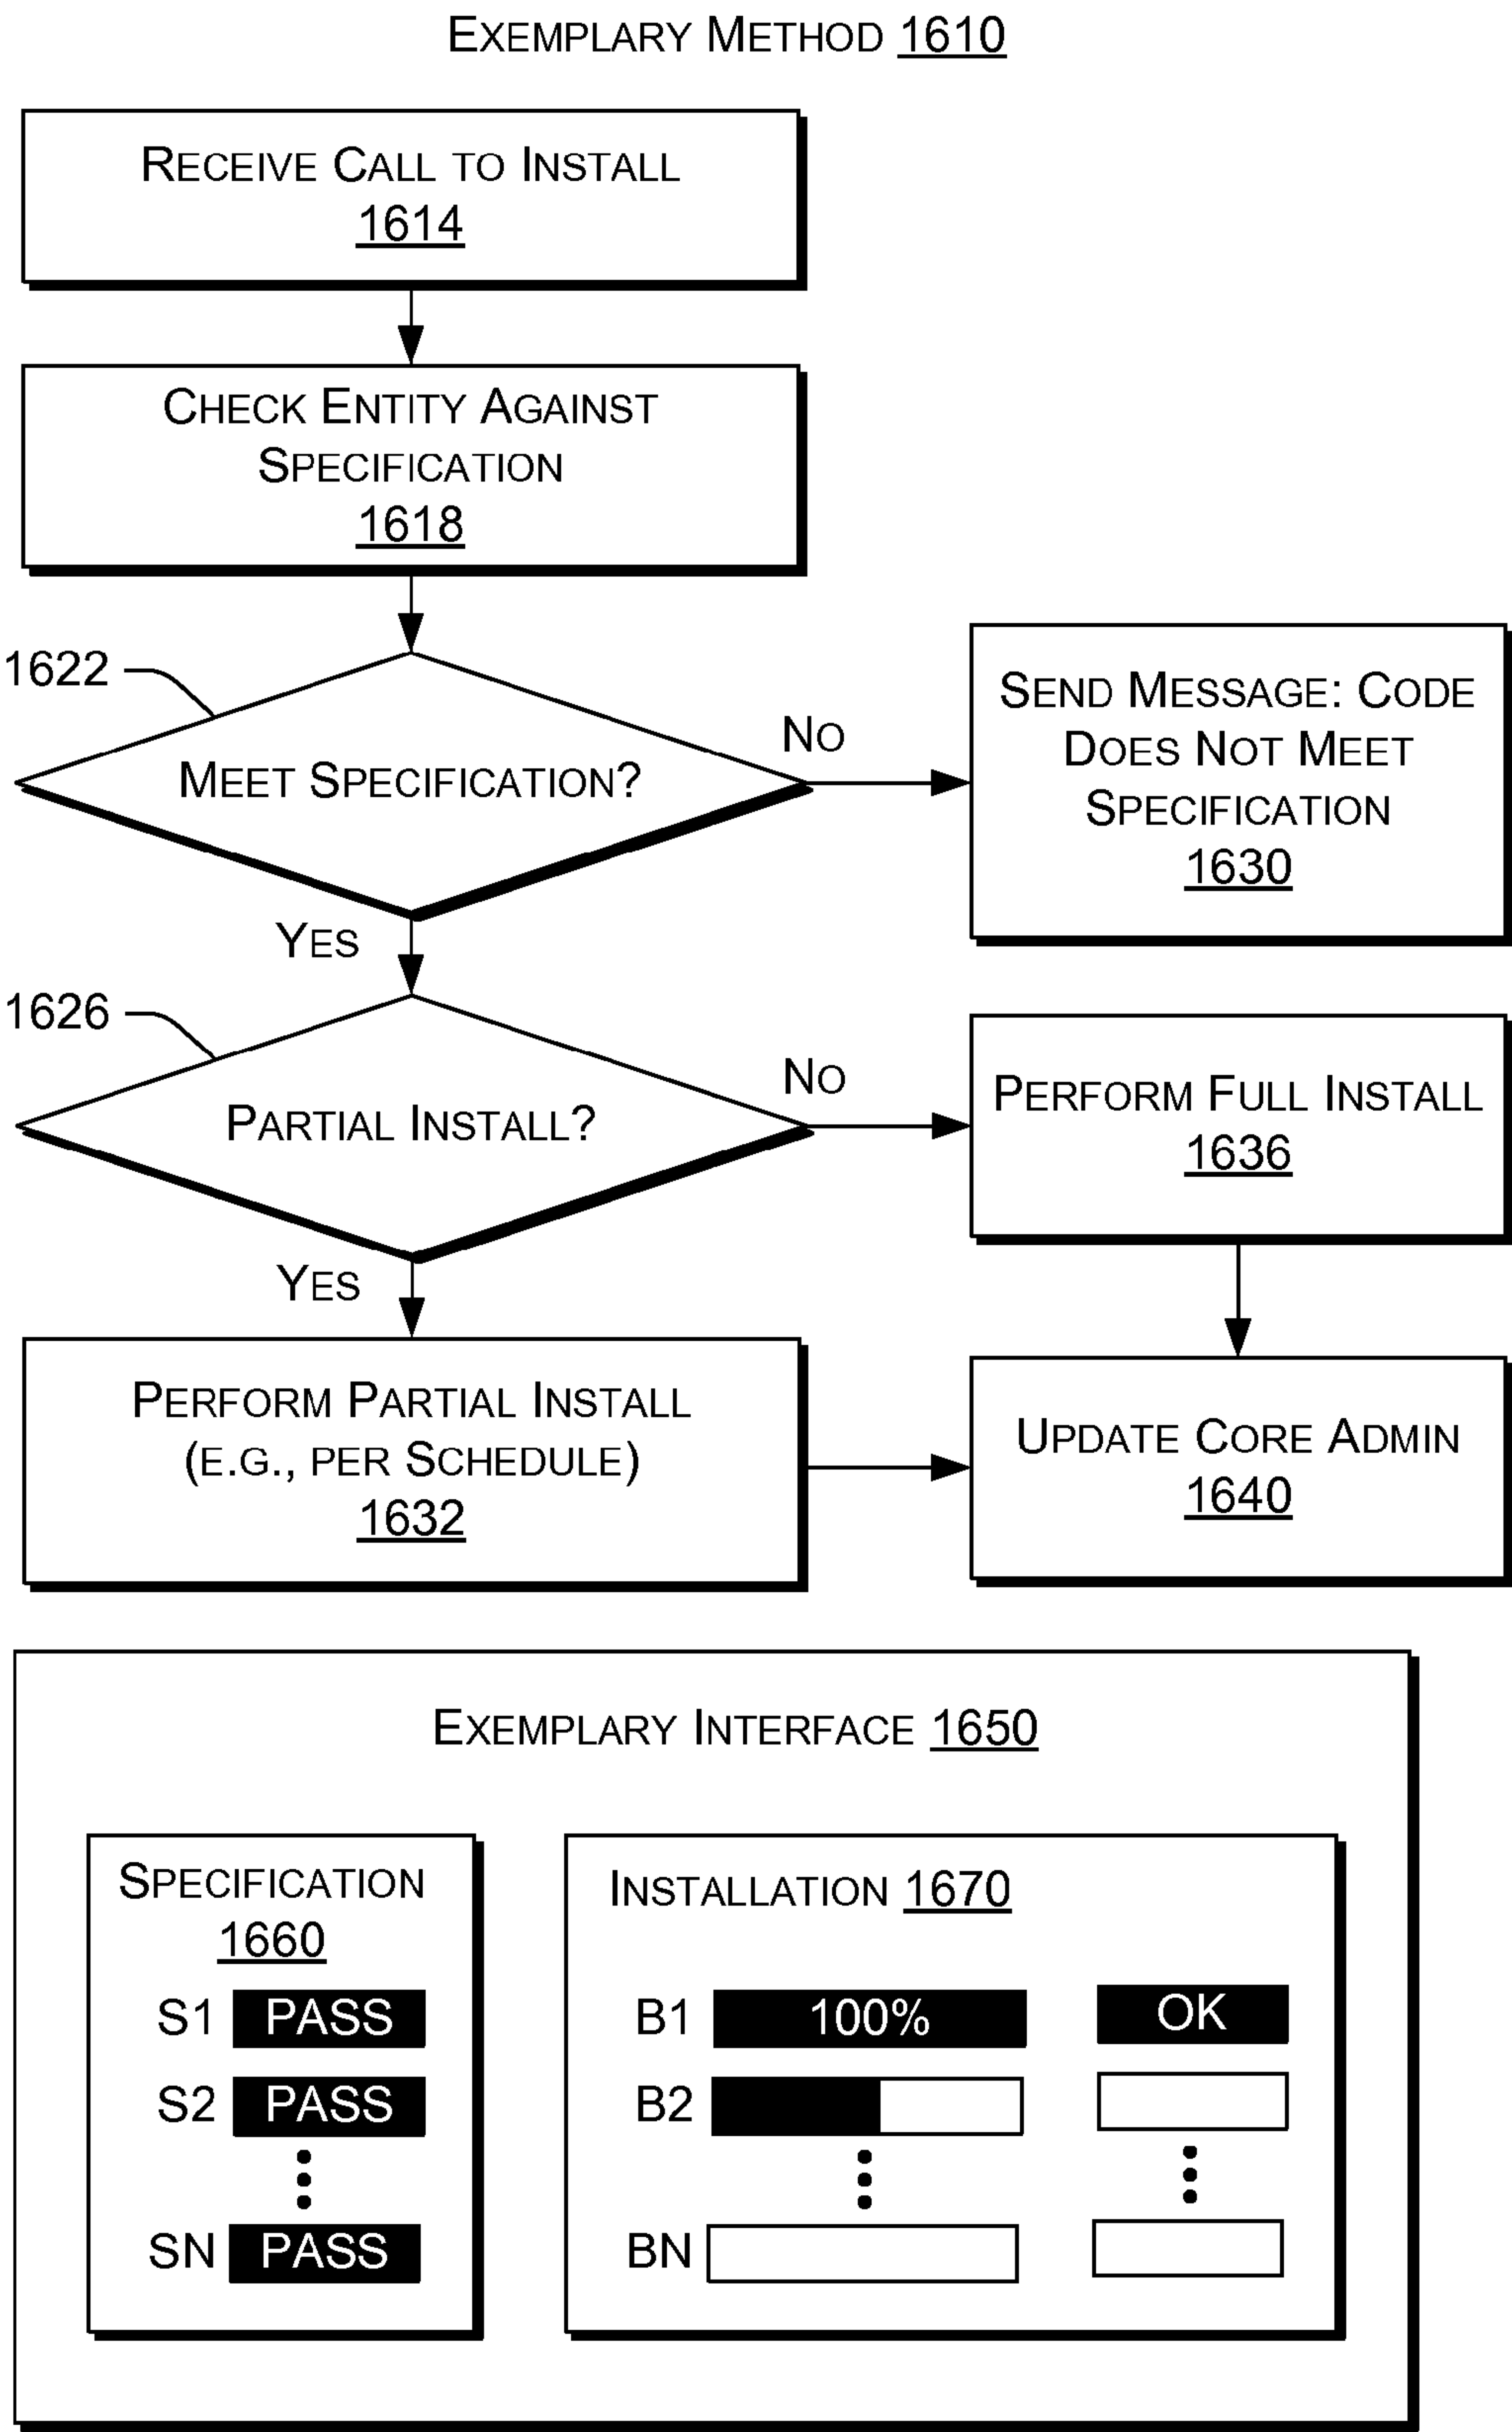 EXEMPLARY METHOD 1610
RECEIVE CALL TO INSTALL
1614
CHECK ENTITY AGAINST
SPECIFICATION
1618
1622
MEET SPECIFICATION?
NO
SEND MESSAGE: CODE
DOES NOT MEET
SPECIFICATION
1630
YES
1626
PARTIAL INSTALL?
NO
PERFORM FULL INSTALL
1636
YES
PERFORM PARTIAL INSTALL
(E.G., PER SCHEDULE)
1632
UPDATE CORE ADMIN
1640
EXEMPLARY INTERFACE 1650
SPECIFICATION
1660
S1 PASS
S2 PASS
SN PASS
INSTALLATION 1670
B1 100% OK
B2
BN